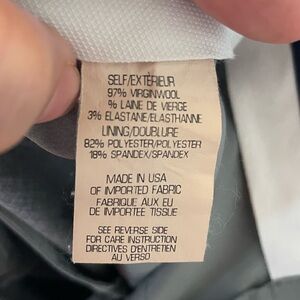 SELF/EXTÉRIEUR
97% VIRGIN WOOL
% LAINE DE VIERGE
3% ELASTANE/ELASTHANNE
LINING/DOUBLURE
82% POLYESTER/POLYESTER
18% SPANDEX/SPANDEX
MADE IN USA
OF IMPORTED FABRIC
FABRIQUE AUX EU
DE IMPORTEE TISSUE
SEE REVERSE SIDE
FOR CARE INSTRUCTION
DIRECTIVES D'ENTRETIEN
AU VERSO